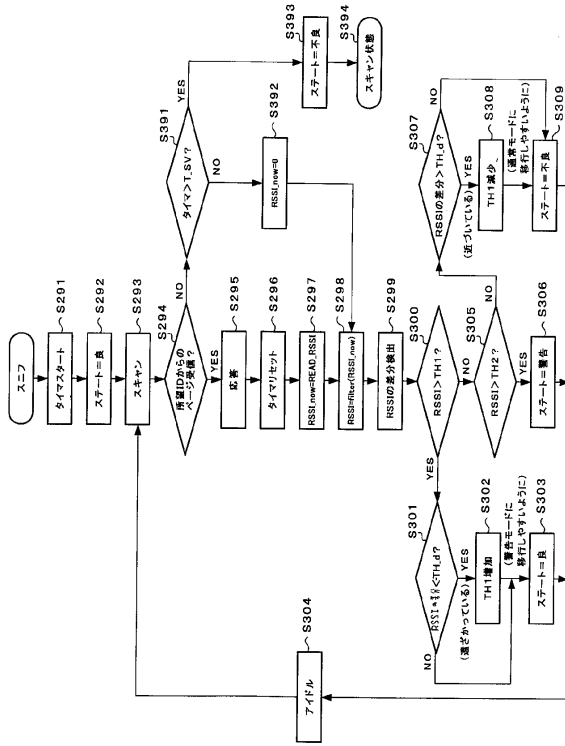 スニフ
S291
タイマスタート
S292
ステート=良
S293
スキャン
S294
所望IDからの
ページ受信?
YES
NO
S391
タイマ>T_SV?
YES
NO
S392
RSSI_now=0
S393
ステート=不良
S394
スキャン状態
S295
応答
S296
タイマリセット
S297
RSSI_now=READ_RSSI
S298
RSSI=filter(RSSI_now)
S299
RSSIの差分検出
S300
RSSI>TH1?
YES
NO
S301
<TH_d?
YES
NO
(遠ざかっている)
S302
TH1増加
(警告モードに
移行しやすいように)
S303
ステート=良
S304
アイドル
S305
RSSI>TH2?
YES
NO
S306
ステート=警告
S307
RSSIの差分>TH_d?
YES
NO
(近づいている)
S308
TH1減少
(通常モードに
移行しやすいように)
S309
ステート=不良